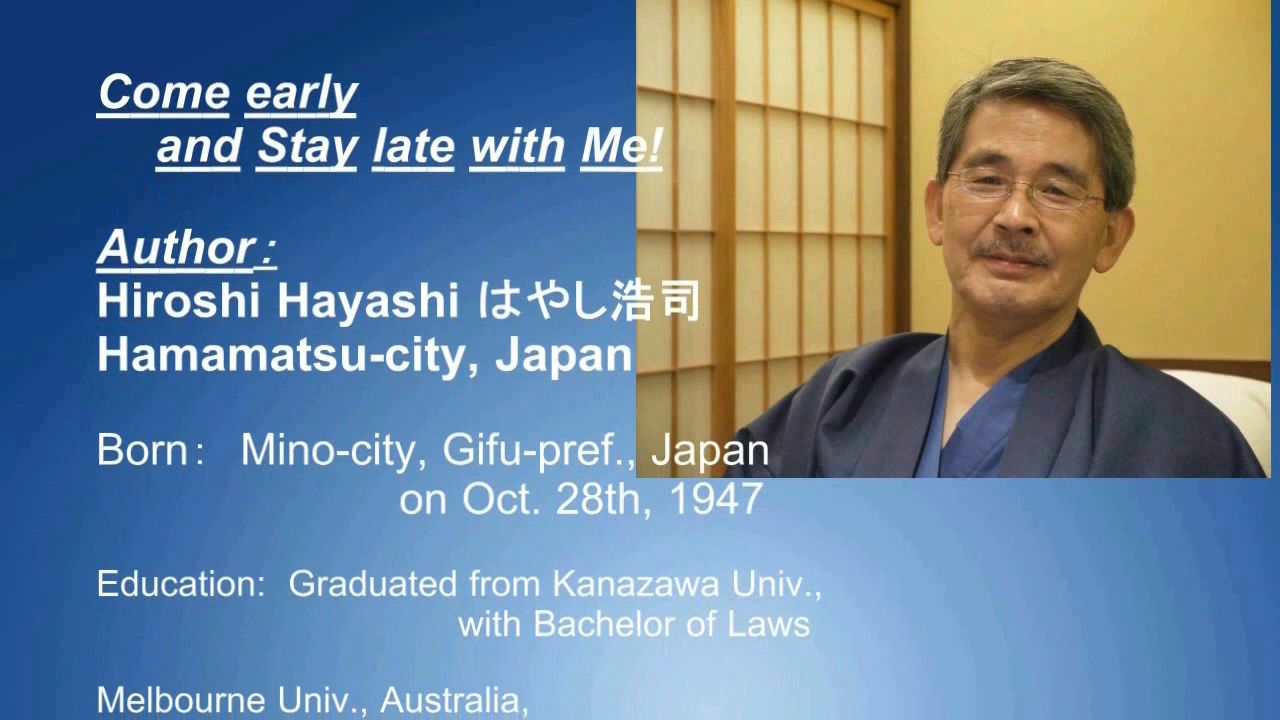 Come early
and Stay late with Me!
Author：
Hiroshi Hayashi はやし浩司
Hamamatsu-city, Japan
Born： Mino-city, Gifu-pref., Japan
on Oct. 28th, 1947
Education: Graduated from Kanazawa Univ.,
with Bachelor of Laws
Melbourne Univ., Australia,